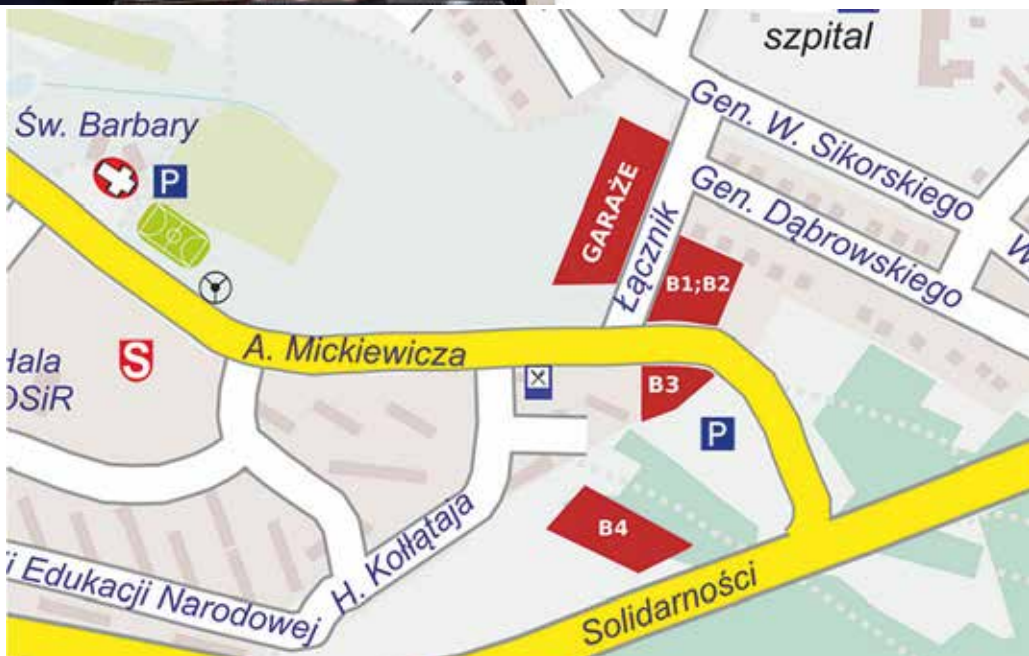 szpital
Gen. W. Sikorskiego
Św. Barbary
P
Gen. Dąbrowskiego
GARAŻE
Łącznik
B1;B2
S
A. Mickiewicza
OSiR
B3
P
B4
H. Kołłątaja
Edukacji Narodowej
Solidarności